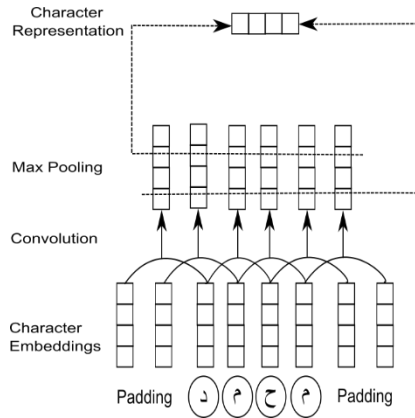 Character
Representation
Max Pooling
Convolution
Character
Embeddings
Padding د م ح م Padding